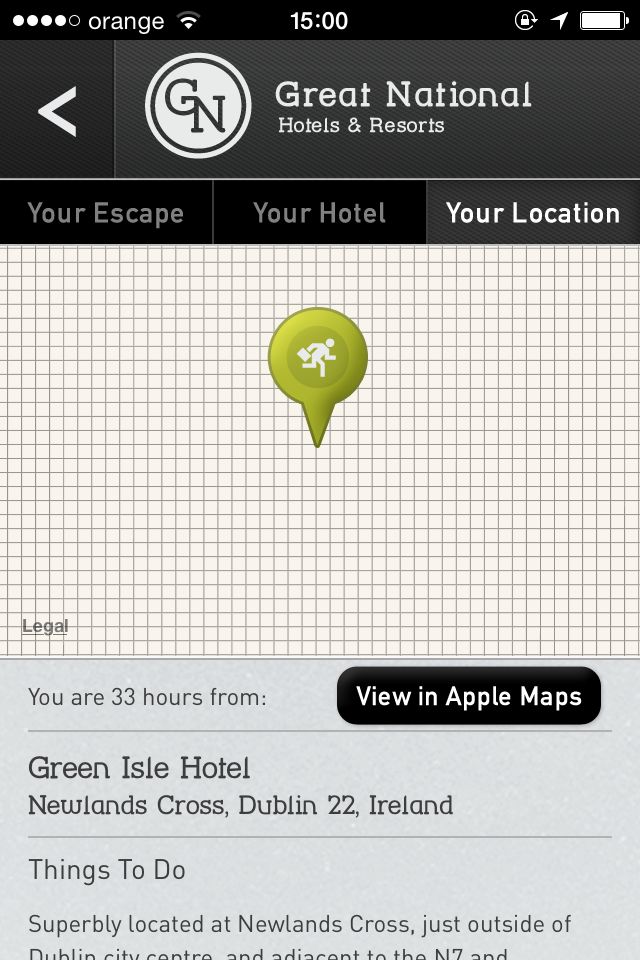 orange 15:00
<
GN
Great National
Hotels & Resorts
Your Escape Your Hotel Your Location
Legal
You are 33 hours from: View in Apple Maps
Green Isle Hotel
Newlands Cross, Dublin 22, Ireland
Things To Do
Superbly located at Newlands Cross, just outside of
Dublin city centre, and adjacent to the N7 and